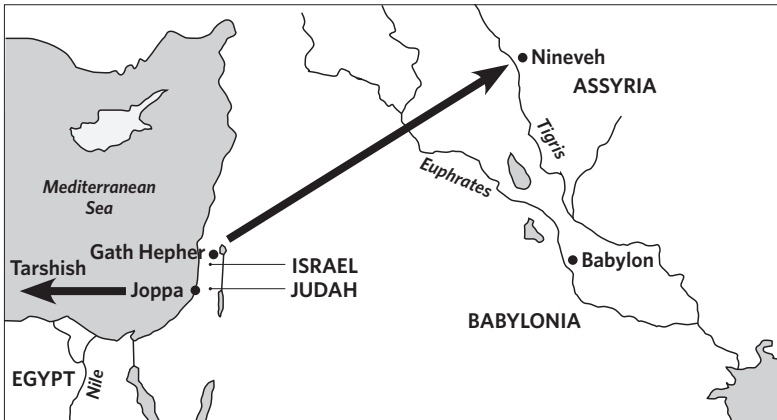 Nineveh
ASSYRIA
Tigris
Euphrates
Mediterranean
Sea
Gath Hepher
ISRAEL
Tarshish
Joppa
JUDAH
Babylon
BABYLONIA
EGYPT
Nile